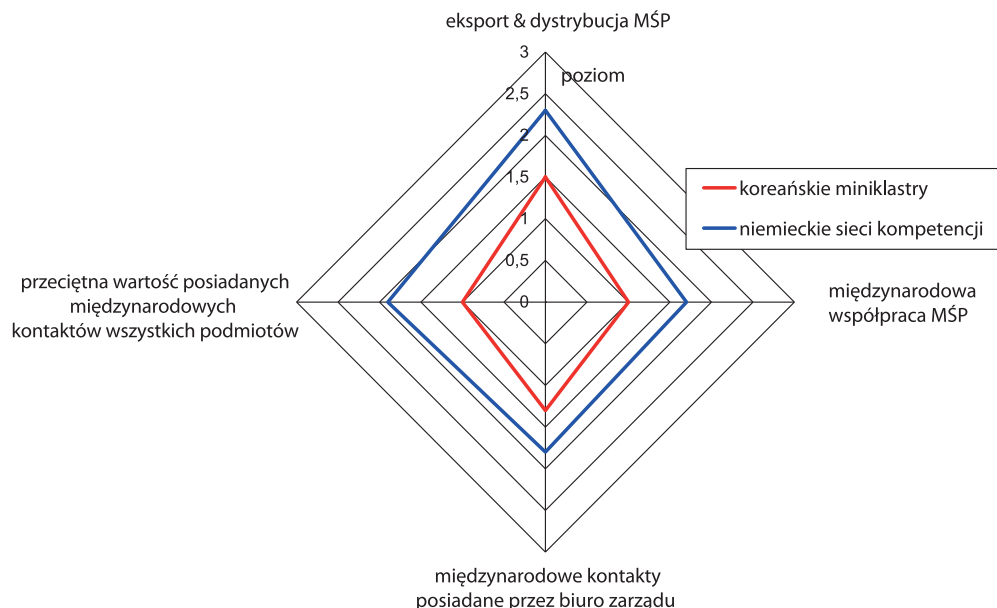 eksport & dystrybucja MŚP
3
poziom
2,5
2
1,5
1
0,5
0
koreańskie miniklastry
niemieckie sieci kompetencji
przeciętna wartość posiadanych
międzynarodowych
kontaktów wszystkich podmiotów
międzynarodowa
współpraca MŚP
międzynarodowe kontakty
posiadane przez biuro zarządu